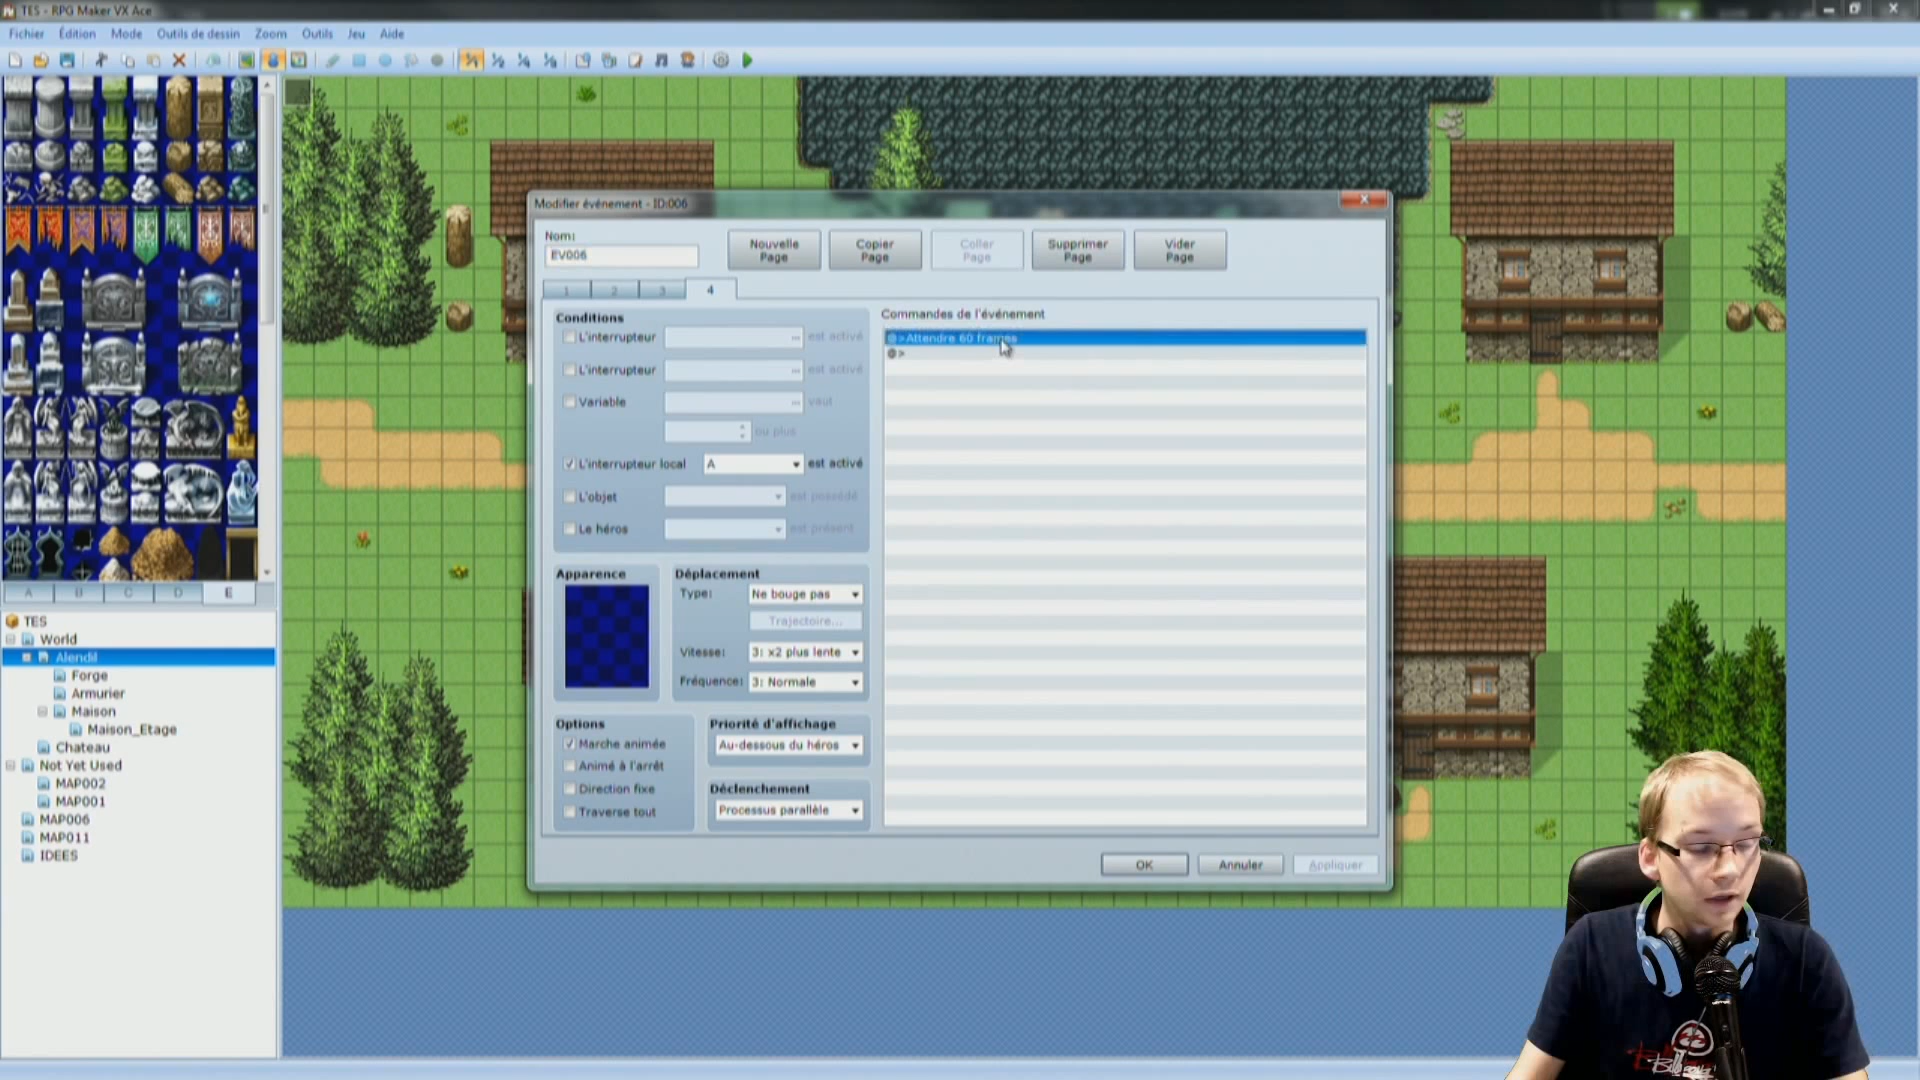 TES - RPG Maker VX Ace
Fichier Édition Mode Outils de dessin Zoom Outils Jeu Aide
Modifier événement - ID:006
Nom:
EV006
Nouvelle Page
Copier Page
Coller Page
Supprimer Page
Vider Page
1 2 3 4
Conditions
L'interrupteur ... est activé
L'interrupteur ... est activé
Variable ... vaut
ou plus
L'interrupteur local A est activé
L'objet est possédé
Le héros est présent
Commandes de l'événement
@>Attendre 60 frames
@>
Apparence
Déplacement
Type: Ne bouge pas
Trajectoire...
Vitesse: 3: x2 plus lente
Fréquence: 3: Normale
Options
Marche animée
Animé à l'arrêt
Direction fixe
Traverse tout
Priorité d'affichage
Au-dessous du héros
Déclenchement
Processus parallèle
OK Annuler Appliquer
A B C D E
TES
World
Alendil
Forge
Armurier
Maison
Maison_Etage
Chateau
Not Yet Used
MAP002
MAP001
MAP006
MAP011
IDEES